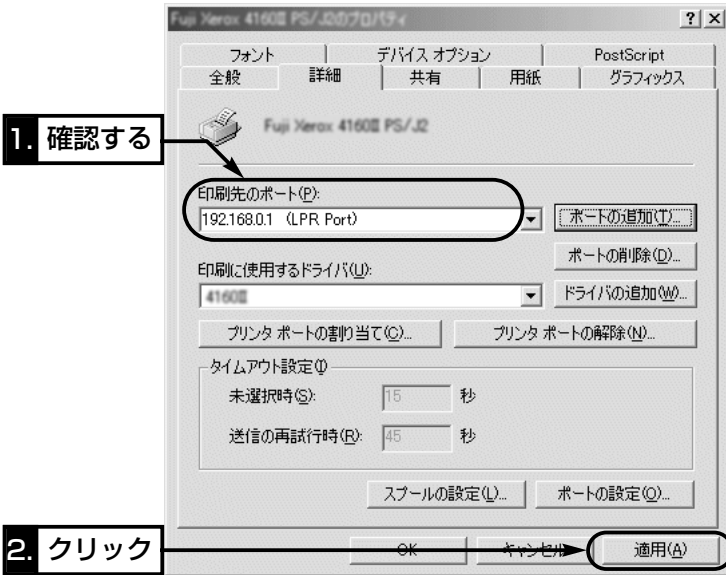 Fuji Xerox 4160Ⅱ PS/J2のプロパティ
フォント デバイス オプション PostScript
全般 詳細 共有 用紙 グラフィックス
Fuji Xerox 4160Ⅱ PS/J2
1. 確認する
印刷先のポート(P):
192.168.0.1 (LPR Port) ポートの追加(T)...
ポートの削除(D)...
印刷に使用するドライバ(U):
4160Ⅱ ドライバの追加(W)...
プリンタ ポートの割り当て(C)... プリンタ ポートの解除(N)...
タイムアウト設定(I)
未選択時(S): 15 秒
送信の再試行時(R): 45 秒
スプールの設定(L)... ポートの設定(O)...
2. クリック
OK キャンセル 適用(A)